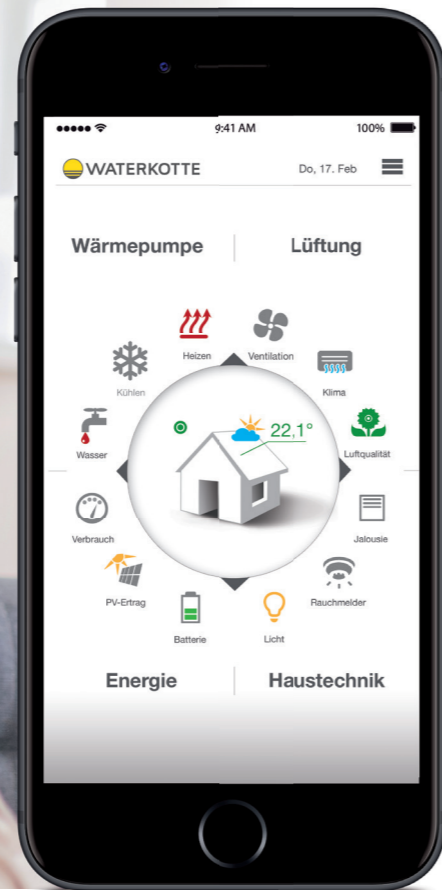 9:41 AM
100%
WATERKOTTE
Do, 17. Feb
Wärmepumpe
Lüftung
Heizen
Ventilation
Kühlen
Klima
22,1°
Wasser
Luftqualität
Verbrauch
Jalousie
PV-Ertrag
Rauchmelder
Batterie
Licht
Energie
Haustechnik